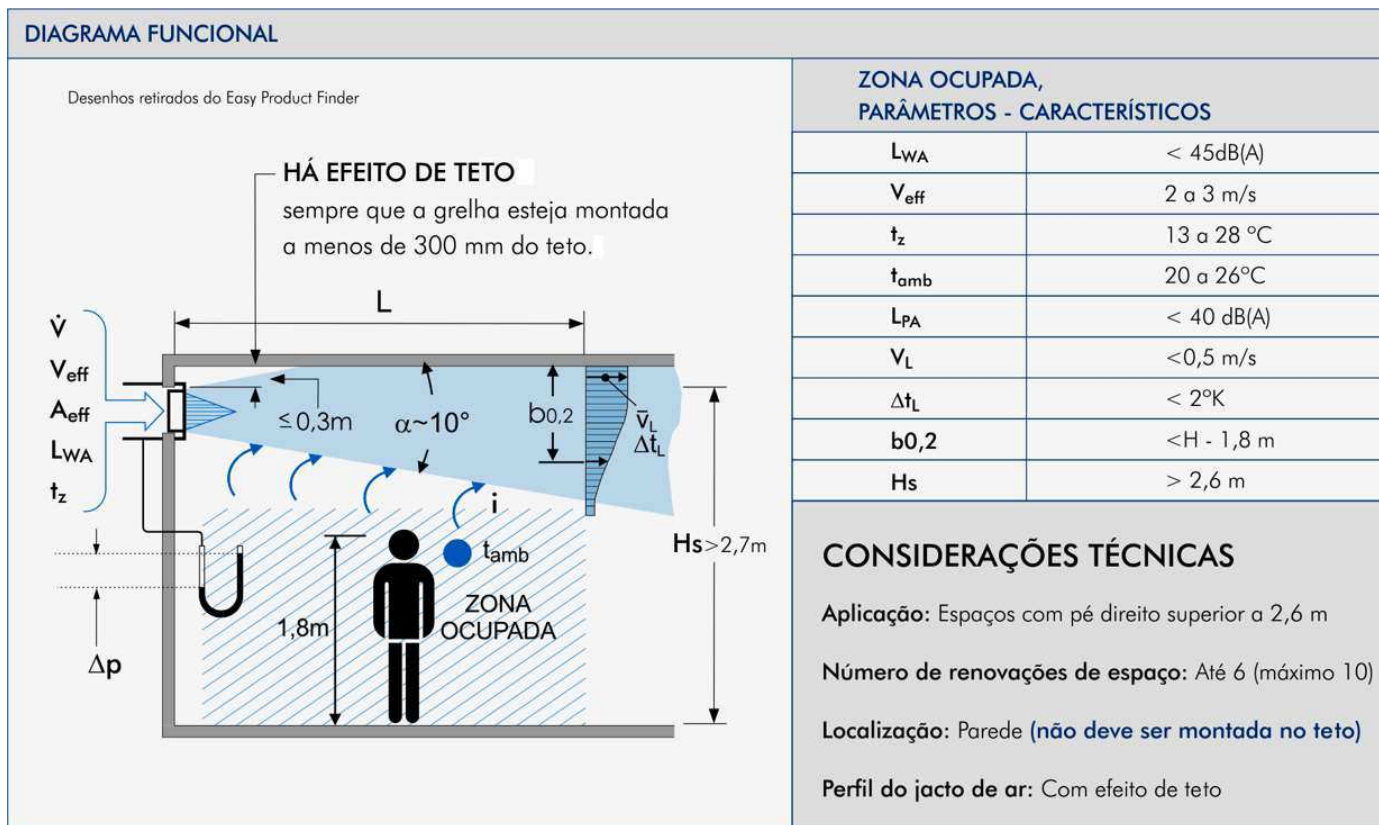 DIAGRAMA FUNCIONAL
Desenhos retirados do Easy Product Finder
HÁ EFEITO DE TETO
sempre que a grelha esteja montada
a menos de 300 mm do teto.
L
V̇
Veff
Aeff
LWA
tz
≤ 0,3m
α~10°
b0,2
v̄L
ΔtL
i
Hs>2,7m
tamb
1,8m
ZONA
OCUPADA
Δp
ZONA OCUPADA,
PARÂMETROS - CARACTERÍSTICOS
LWA < 45dB(A)
Veff 2 a 3 m/s
tz 13 a 28 ºC
tamb 20 a 26ºC
LPA < 40 dB(A)
VL <0,5 m/s
ΔtL < 2ºK
b0,2 <H - 1,8 m
Hs > 2,6 m
CONSIDERAÇÕES TÉCNICAS
Aplicação: Espaços com pé direito superior a 2,6 m
Número de renovações de espaço: Até 6 (máximo 10)
Localização: Parede (não deve ser montada no teto)
Perfil do jacto de ar: Com efeito de teto